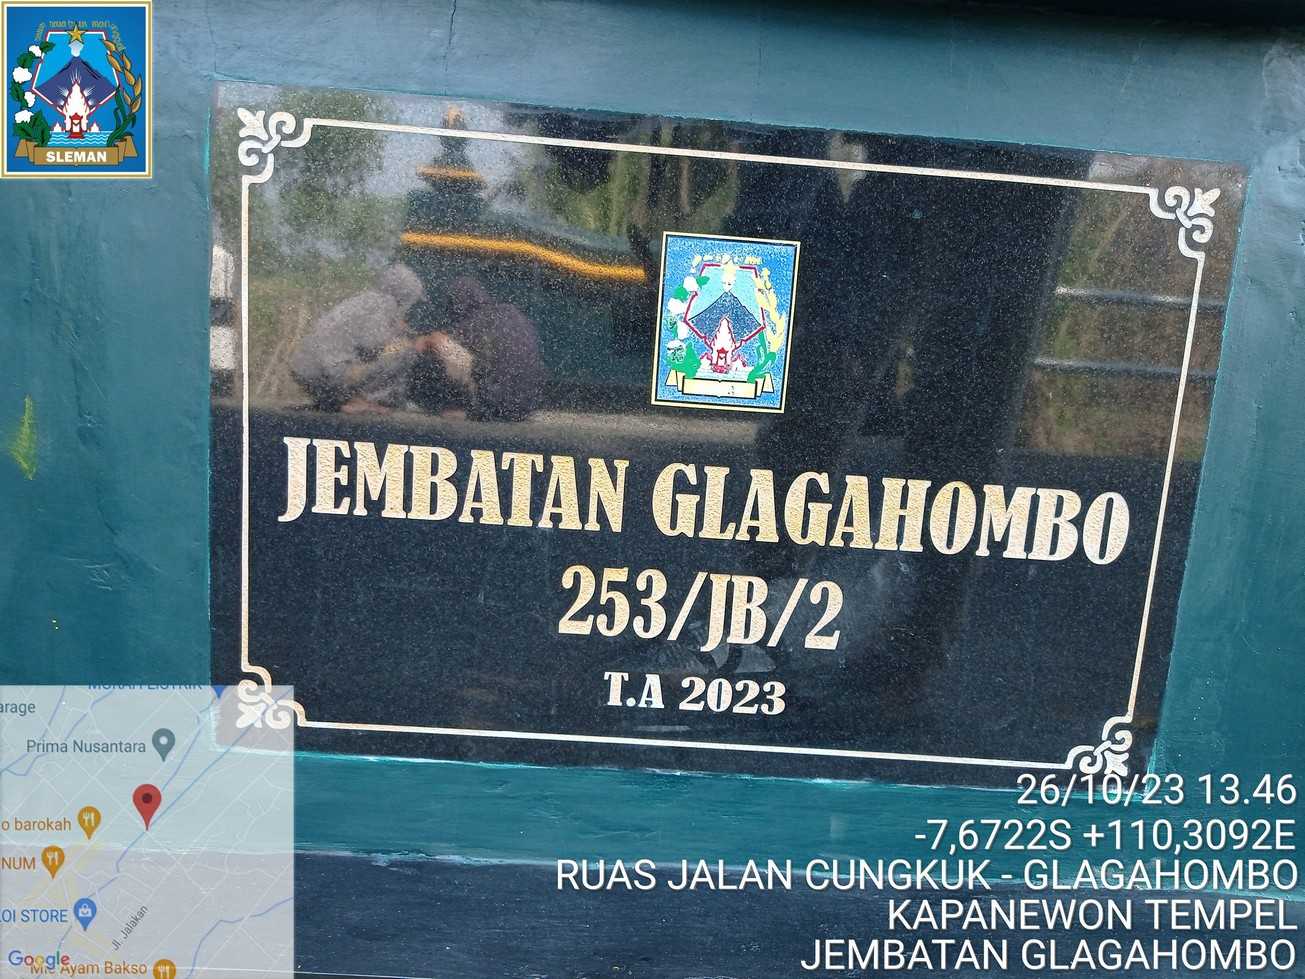 SLEMAN
JEMBATAN GLAGAHOMBO
253/JB/2
T.A 2023
arage
Prima Nusantara
o barokah
NUM
OI STORE
Jl. Jalakan
Google
Mie Ayam Bakso
26/10/23 13.46
-7,6722S +110,3092E
RUAS JALAN CUNGKUK - GLAGAHOMBO
KAPANEWON TEMPEL
JEMBATAN GLAGAHOMBO